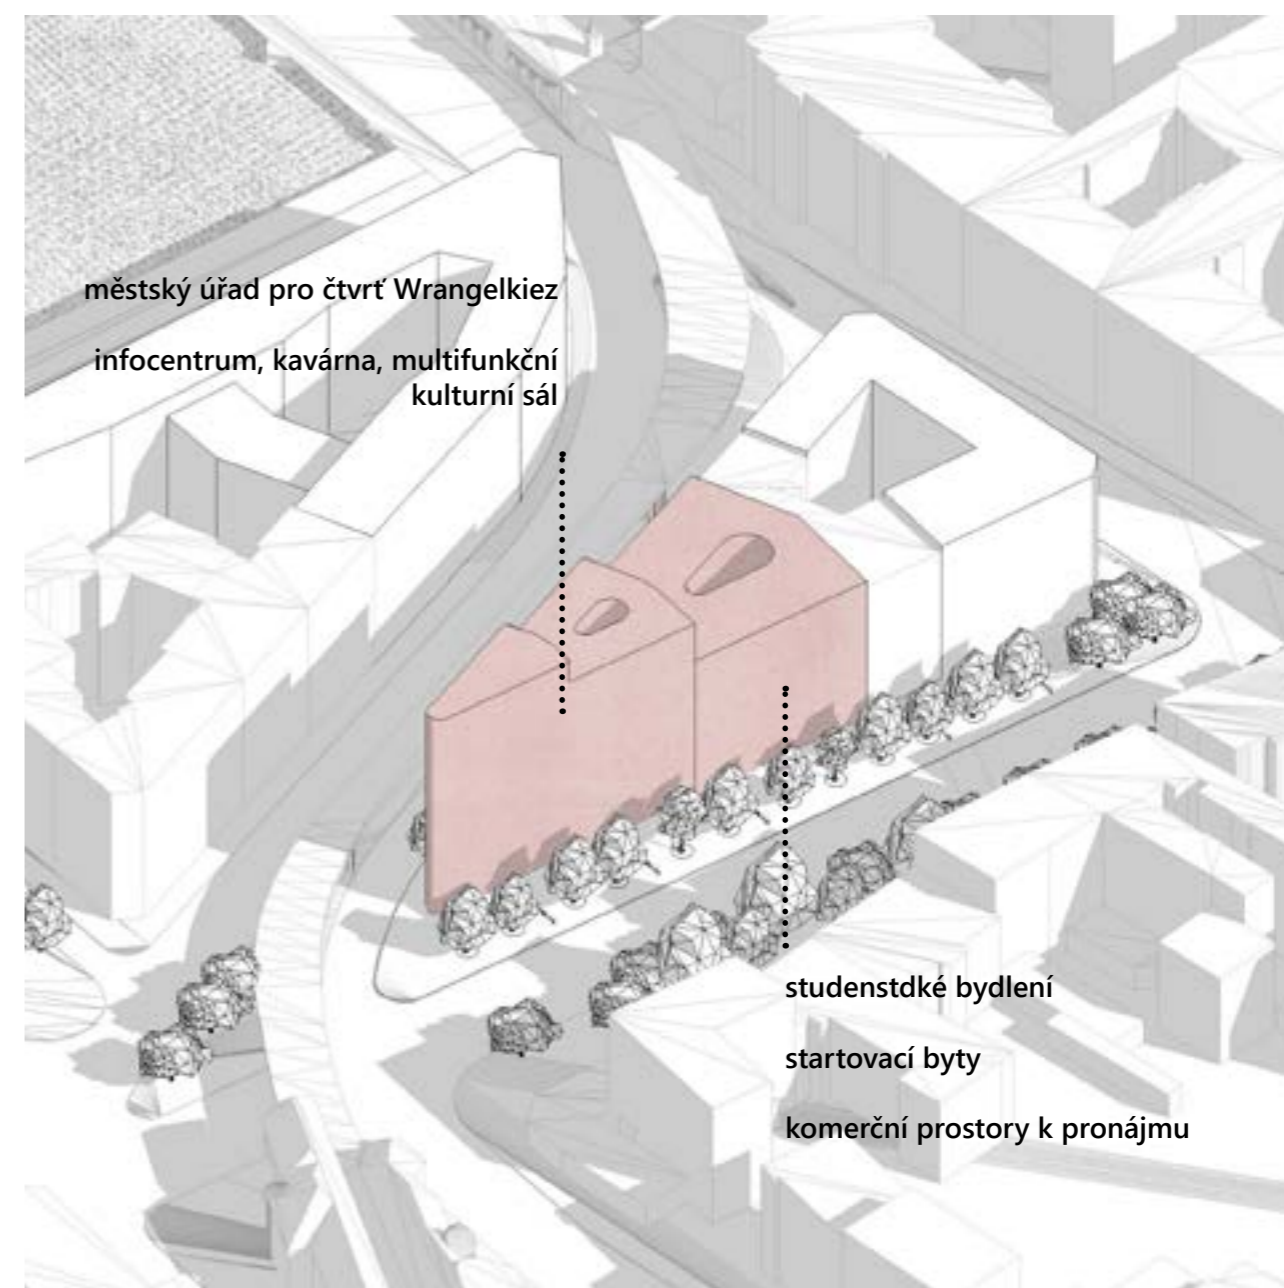 městský úřad pro čtvrť Wrangelkiez
infocentrum, kavárna, multifunkční
kulturní sál
studenstdké bydlení
startovací byty
komerční prostory k pronájmu